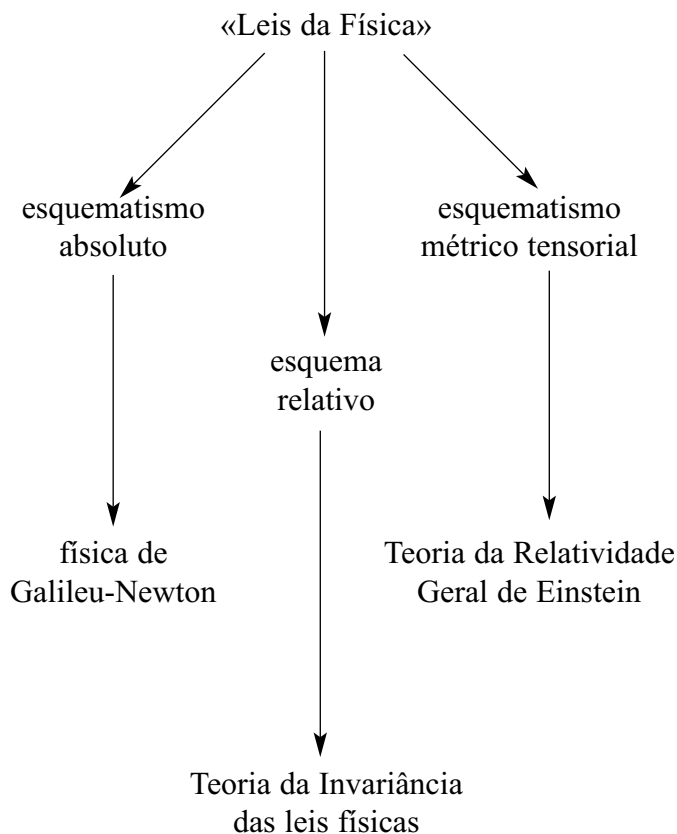 «Leis da Física»
esquematismo
absoluto
esquematismo
métrico tensorial
esquema
relativo
física de
Galileu-Newton
Teoria da Relatividade
Geral de Einstein
Teoria da Invariância
das leis físicas